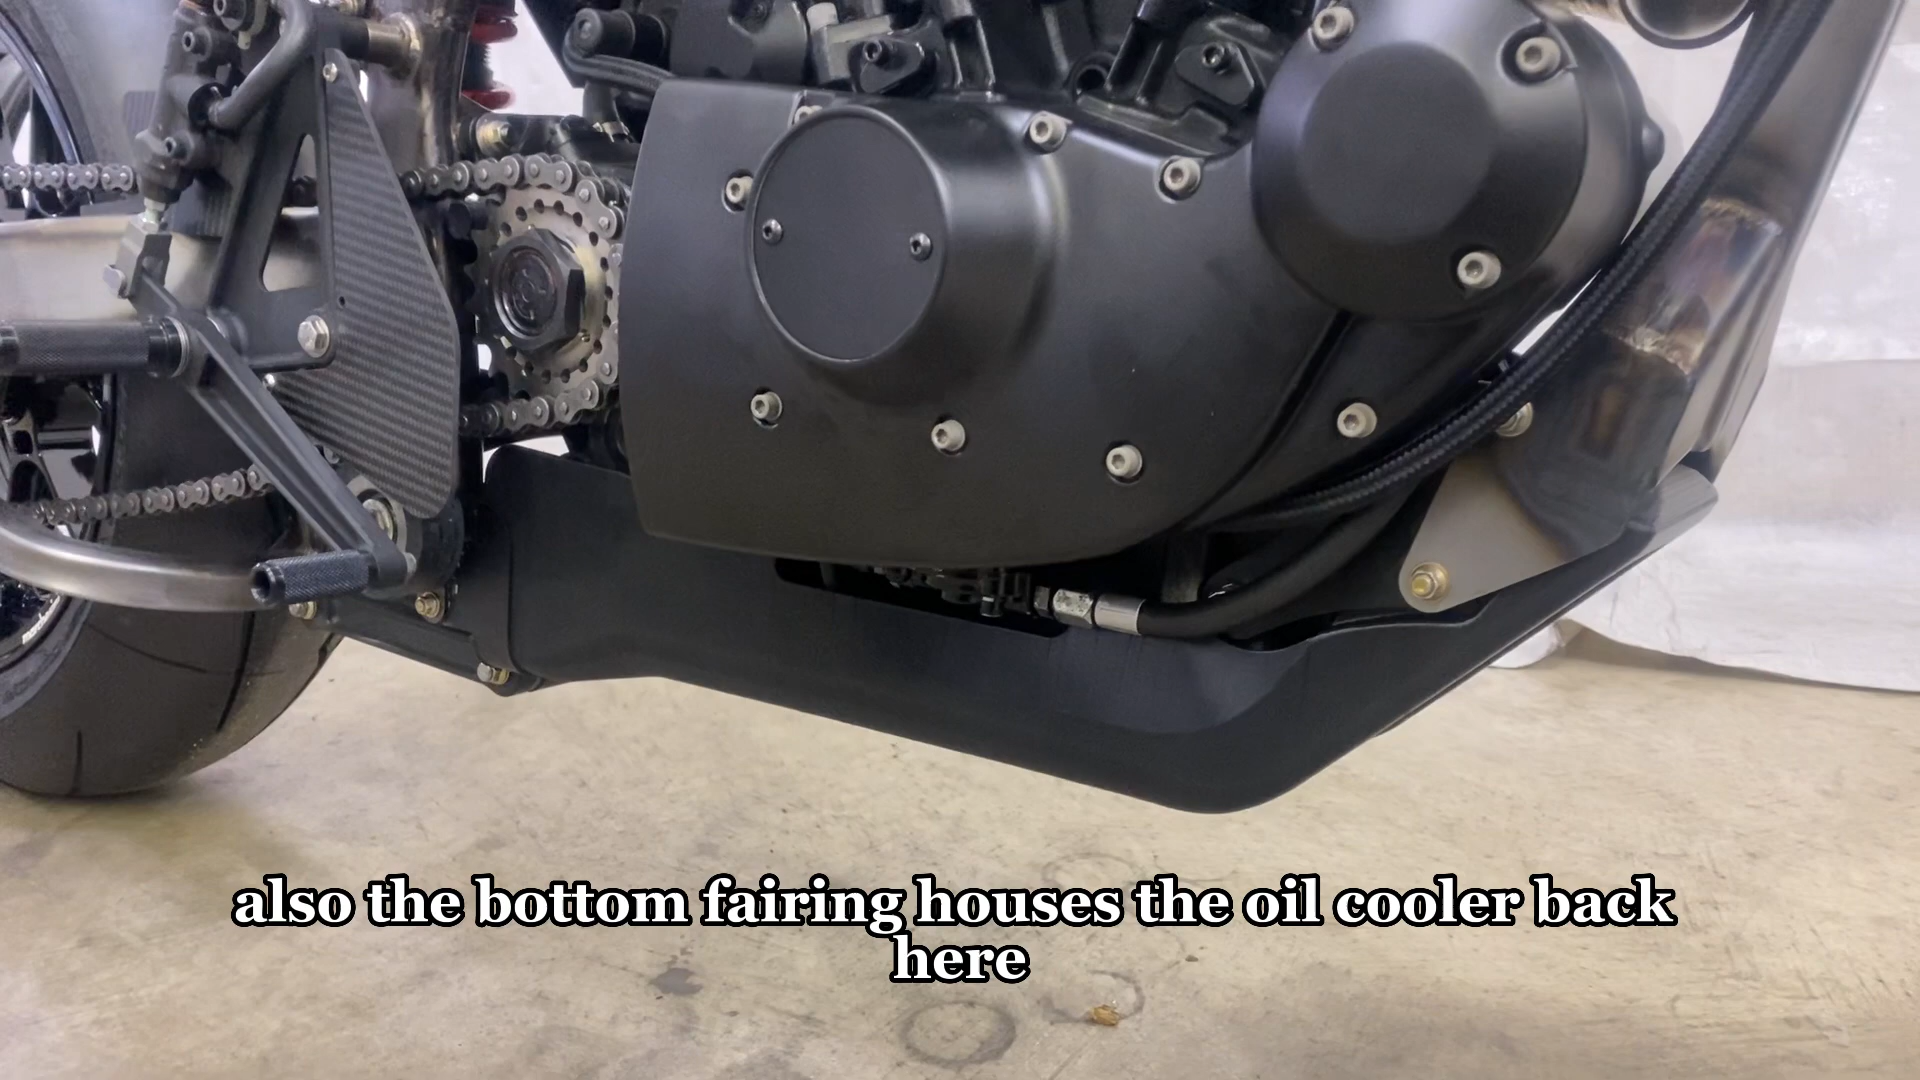 also the bottom fairing houses the oil cooler back
here